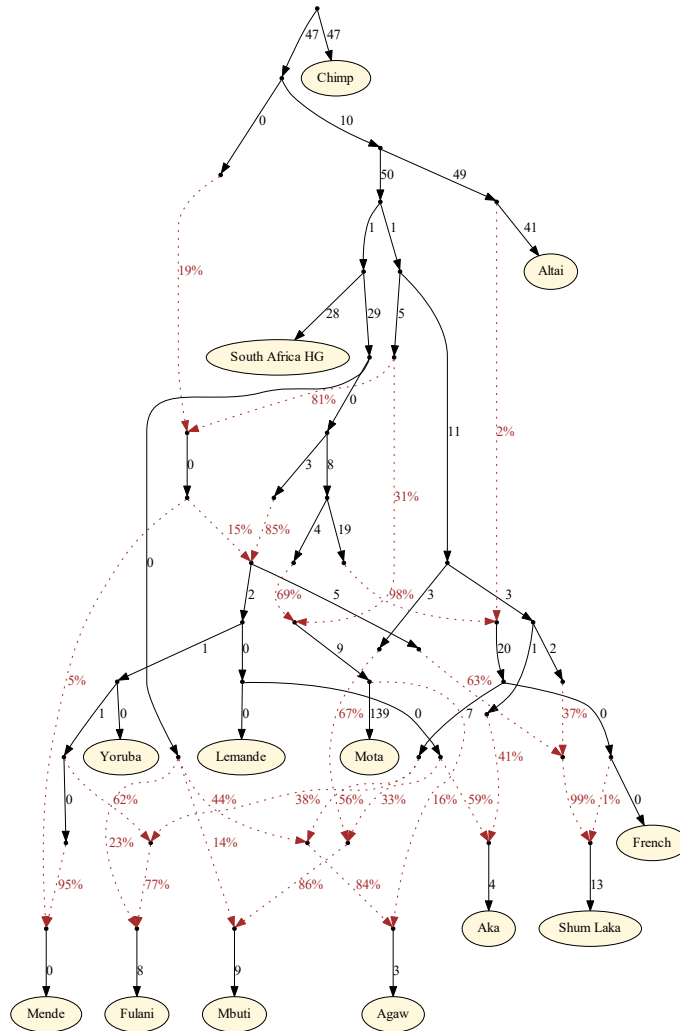 47 47
Chimp
0 10
50 49
1 1 41
19% Altai
28 29 5
South Africa HG
81% 0 11 2%
0 3 8 31%
15% 85% 4 19
0 2 5 69% 98% 3 3
1 0 9 20 1 2
5% 63%
1 0 0 67% 139 0 7 37% 0
Yoruba Lemande Mota 41%
0 62% 44% 38% 56% 33% 16% 59% 99% 1% 0
23% 14% French
95% 77% 86% 84% 4 13
Aka Shum Laka
0 8 9 3
Mende Fulani Mbuti Agaw